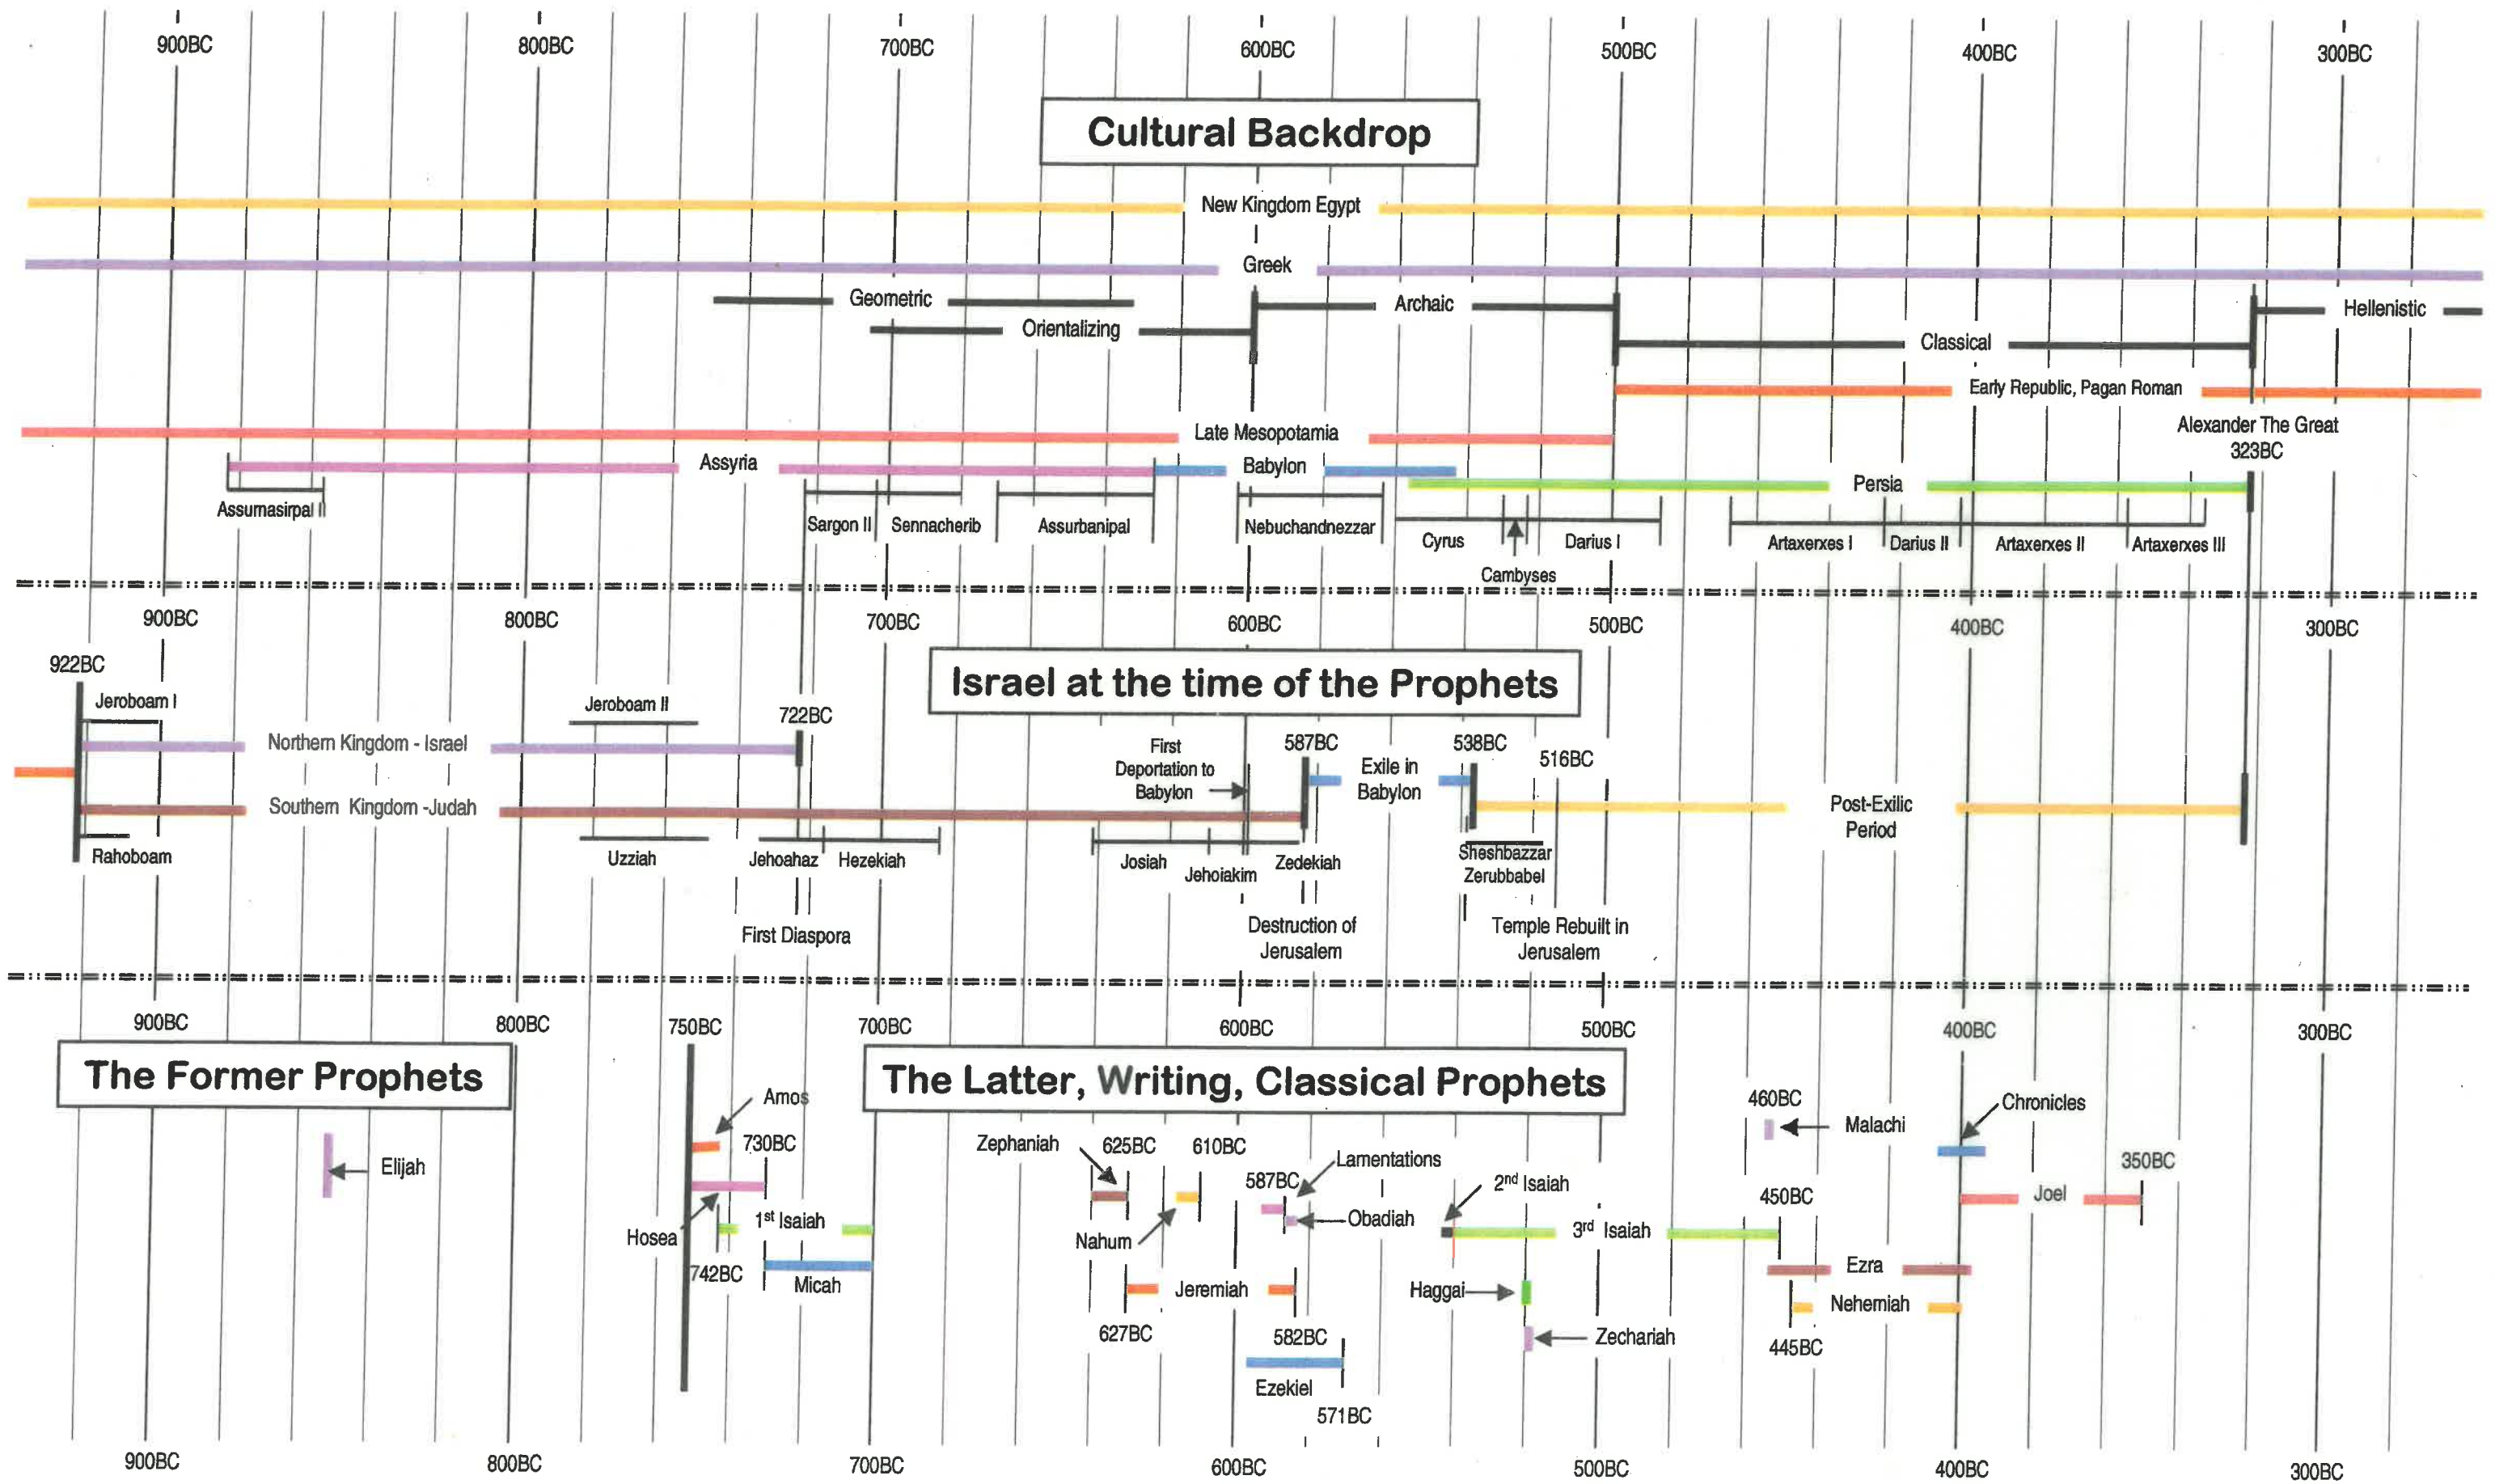 900BC 800BC 700BC 600BC 500BC 400BC 300BC
Cultural Backdrop
New Kingdom Egypt
Greek
Geometric
Archaic
Hellenistic
Orientalizing
Classical
Early Republic, Pagan Roman
Late Mesopotamia
Alexander The Great
323BC
Assyria
Babylon
Persia
Assurnasirpal II
Sargon II
Sennacherib
Assurbanipal
Nebuchandnezzar
Cyrus
Darius I
Artaxerxes I
Darius II
Artaxerxes II
Artaxerxes III
Cambyses
900BC 800BC 700BC 600BC 500BC 400BC 300BC
922BC
Israel at the time of the Prophets
Jeroboam I
Jeroboam II
722BC
Northern Kingdom - Israel
First
Deportation to
Babylon
587BC
538BC
516BC
Exile in
Babylon
Southern Kingdom -Judah
Post-Exilic
Period
Rahoboam
Uzziah
Jehoahaz
Hezekiah
Josiah
Jehoiakim
Zedekiah
Sheshbazzar
Zerubbabel
First Diaspora
Destruction of
Jerusalem
Temple Rebuilt in
Jerusalem
900BC 800BC 750BC 700BC 600BC 500BC 400BC 300BC
The Former Prophets
The Latter, Writing, Classical Prophets
Amos
460BC
Chronicles
Malachi
730BC
Zephaniah
625BC
610BC
Lamentations
350BC
Elijah
587BC
2nd Isaiah
450BC
Joel
Hosea
1st Isaiah
Nahum
Obadiah
3rd Isaiah
742BC
Micah
Ezra
Jeremiah
Haggai
Nehemiah
627BC
582BC
Zechariah
445BC
Ezekiel
571BC
900BC 800BC 700BC 600BC 500BC 400BC 300BC